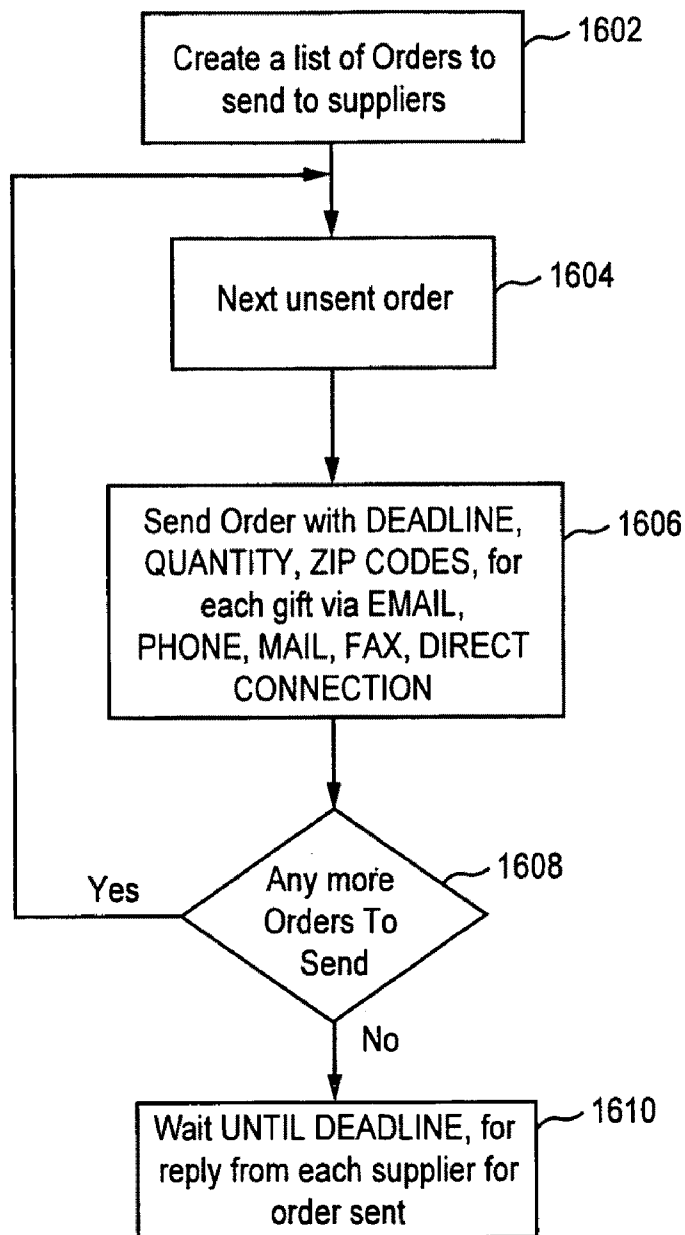 Create a list of Orders to
send to suppliers
1602
Next unsent order
1604
Send Order with DEADLINE,
QUANTITY, ZIP CODES, for
each gift via EMAIL,
PHONE, MAIL, FAX, DIRECT
CONNECTION
1606
Any more
Orders To
Send
1608
Yes
No
Wait UNTIL DEADLINE, for
reply from each supplier for
order sent
1610